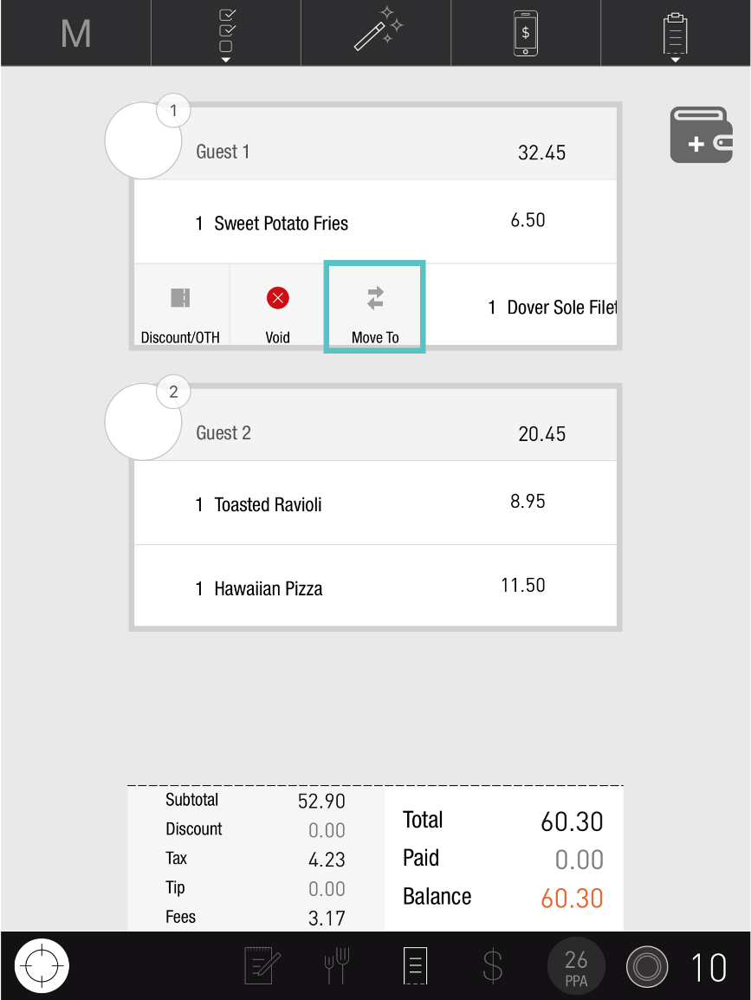 M
$
1
Guest 1 32.45
1 Sweet Potato Fries 6.50
Discount/OTH Void Move To 1 Dover Sole Filet
2
Guest 2 20.45
1 Toasted Ravioli 8.95
1 Hawaiian Pizza 11.50
Subtotal 52.90
Discount 0.00
Tax 4.23
Tip 0.00
Fees 3.17
Total 60.30
Paid 0.00
Balance 60.30
$
26
PPA
10